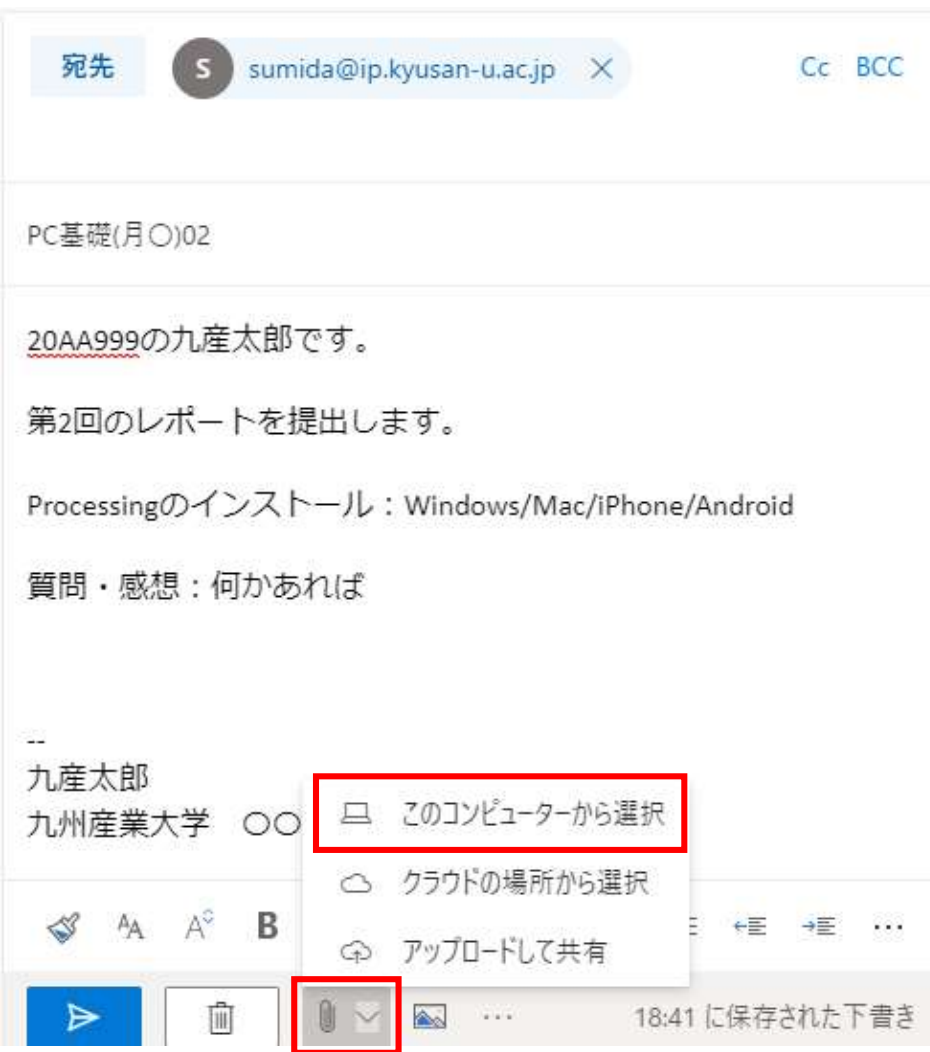 宛先 S sumida@ip.kyusan-u.ac.jp Cc BCC
PC基礎(月〇)02
20AA999の九産太郎です。
第2回のレポートを提出します。
Processingのインストール：Windows/Mac/iPhone/Android
質問・感想：何かあれば
--
九産太郎
九州産業大学　〇〇
このコンピューターから選択
クラウドの場所から選択
アップロードして共有
B
18:41 に保存された下書き